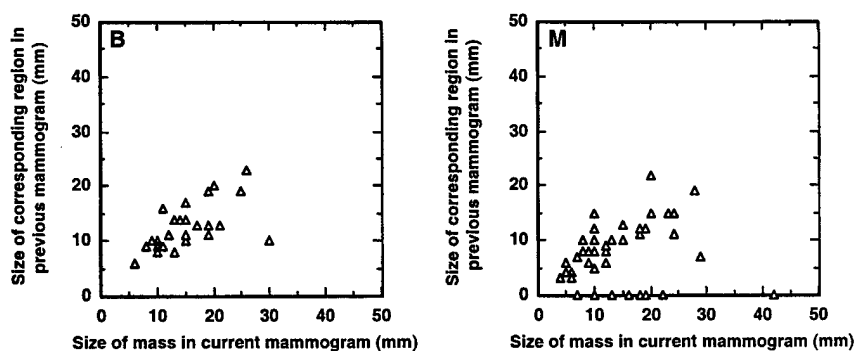 Size of corresponding region in
previous mammogram (mm)
50
40
30
20
10
0
B
0 10 20 30 40 50
Size of mass in current mammogram (mm)
Size of corresponding region in
previous mammogram (mm)
50
40
30
20
10
0
M
0 10 20 30 40 50
Size of mass in current mammogram (mm)